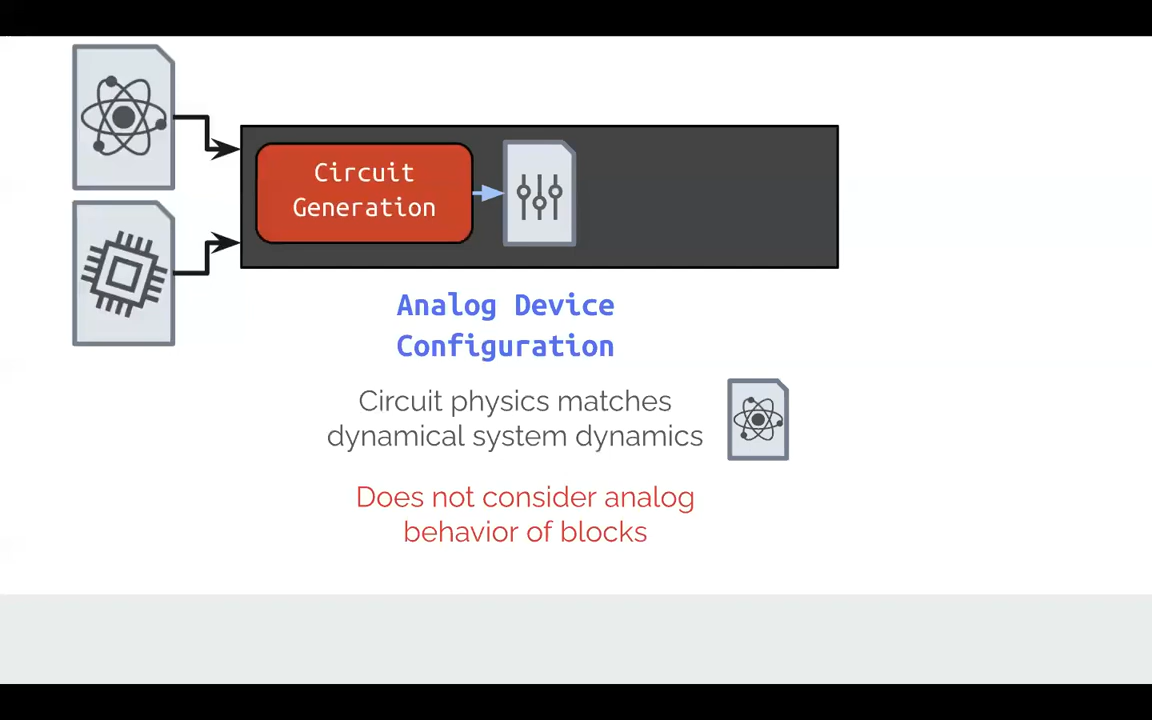 Circuit
Generation
Analog Device
Configuration
Circuit physics matches
dynamical system dynamics
Does not consider analog
behavior of blocks